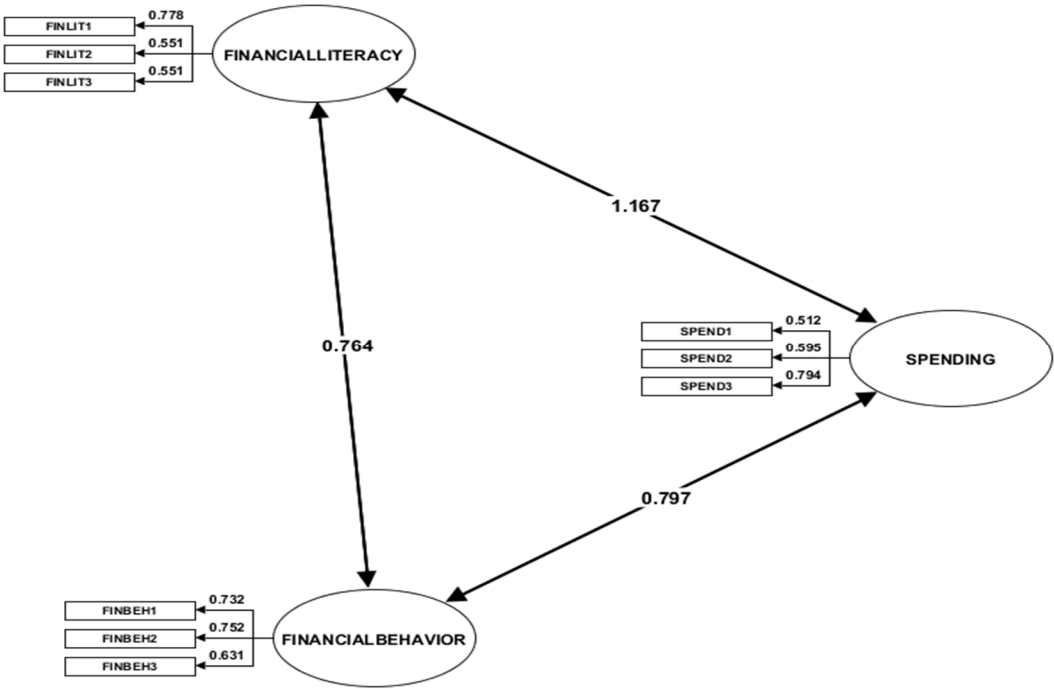 0.778
FINLIT1
0.551
FINLIT2
0.551
FINLIT3
FINANCIALLITERACY
1.167
0.764
0.512
SPEND1
0.595
SPEND2
0.794
SPEND3
SPENDING
0.797
0.732
FINBEH1
0.752
FINBEH2
0.631
FINBEH3
FINANCIALBEHAVIOR